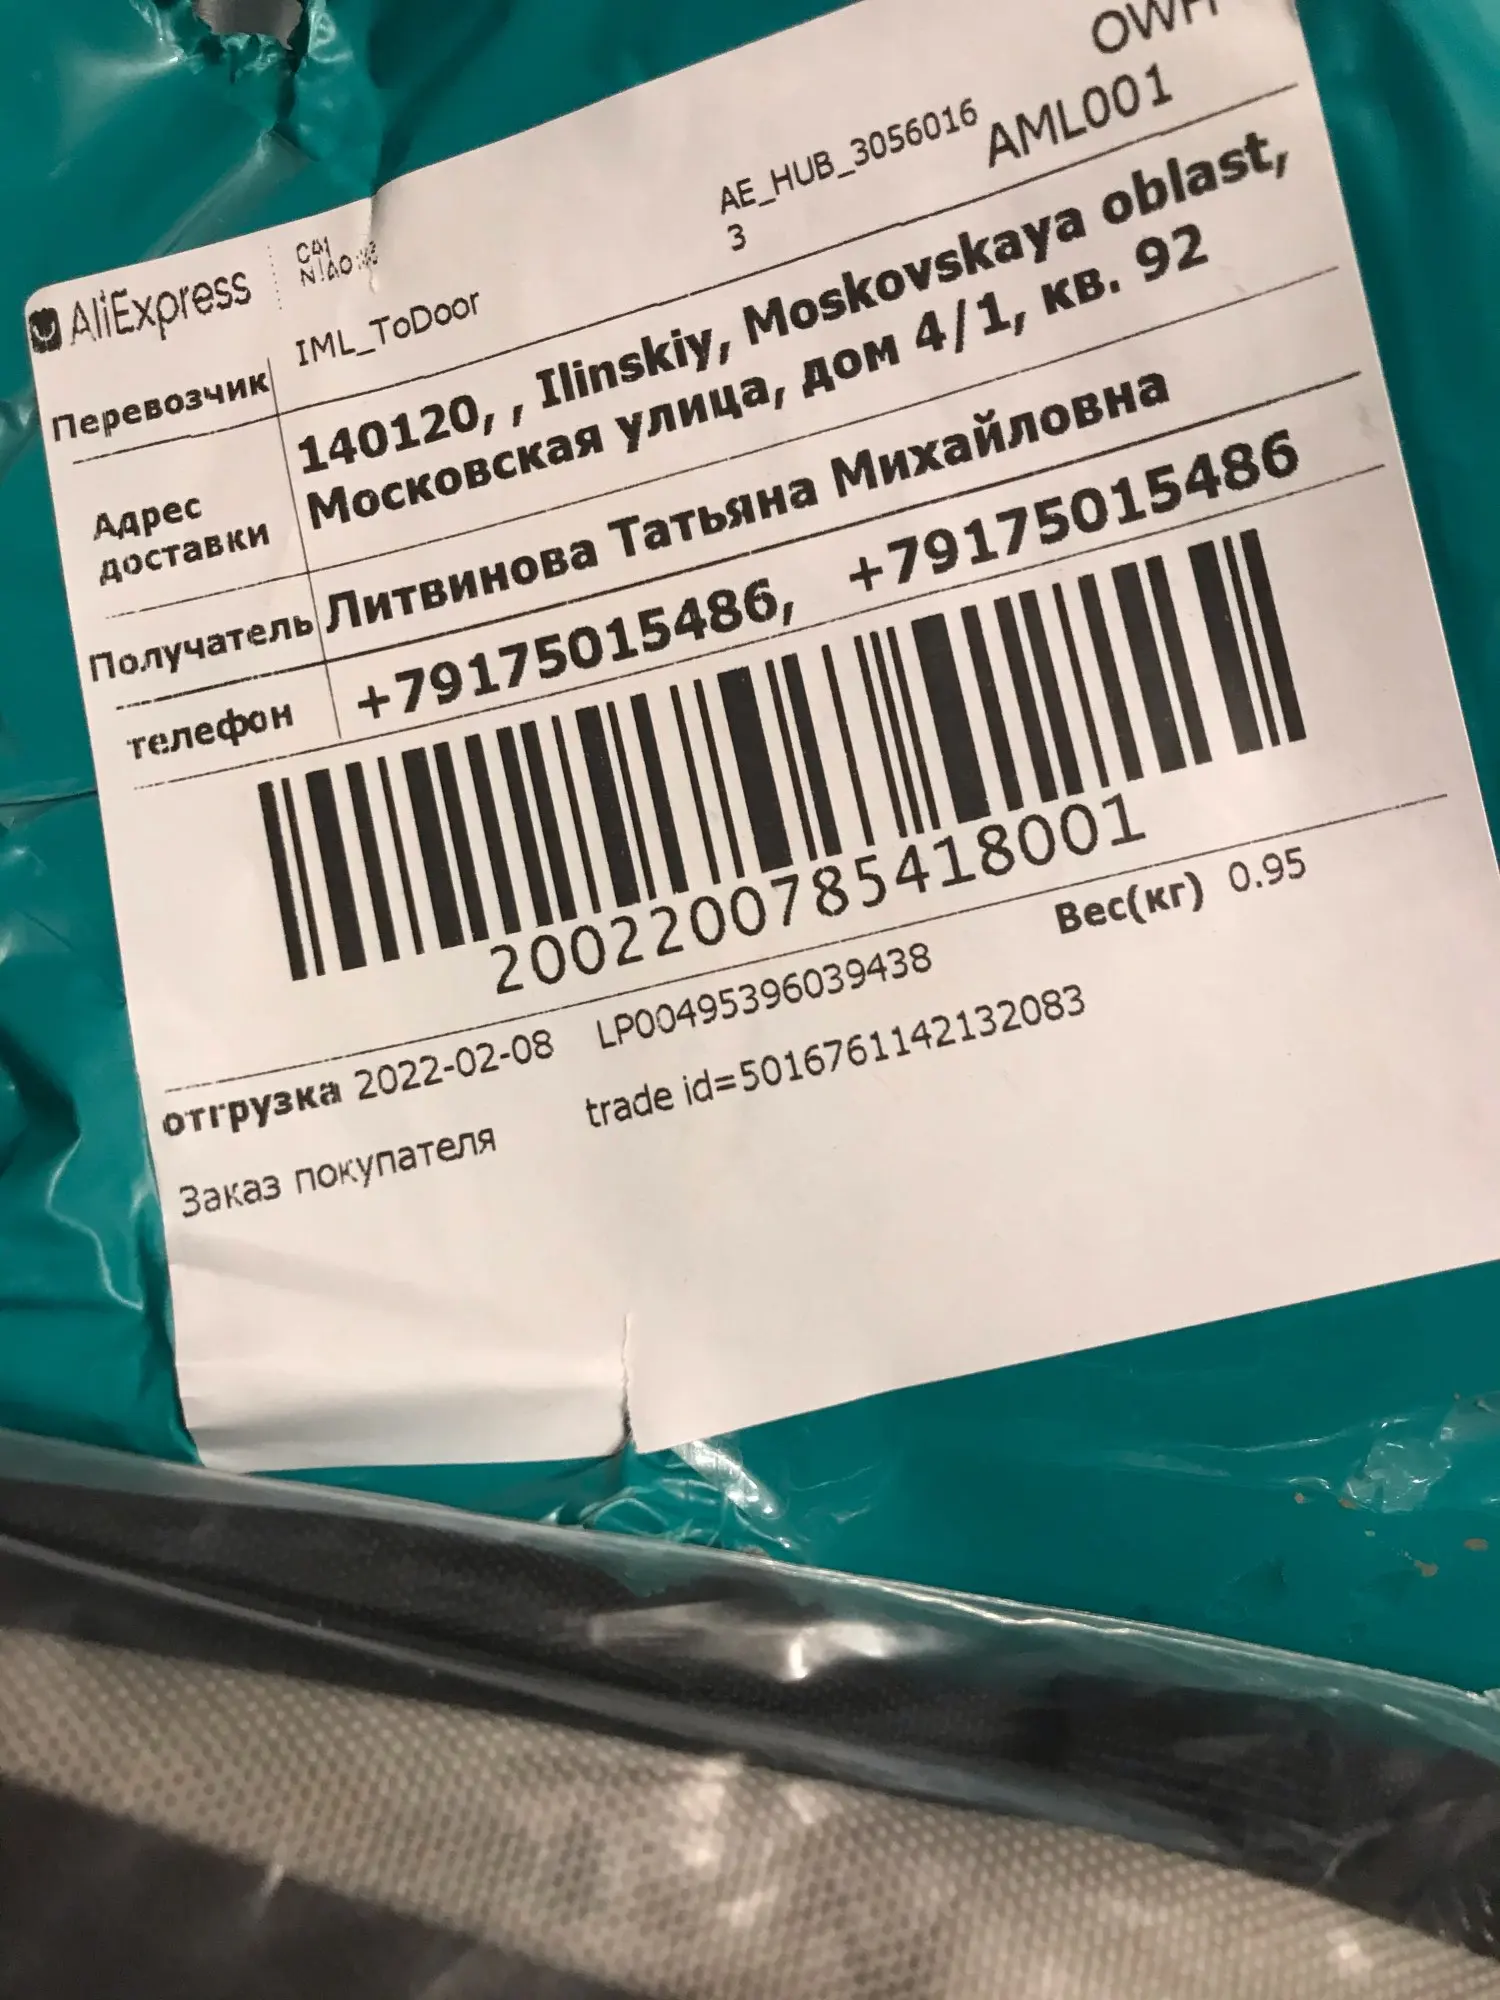 AliExpress
CAI
NIAO
AE_HUB_3056016
3
AML001
Перевозчик IML_ToDoor
Адрес
доставки
140120, , Ilinskiy, Moskovskaya oblast,
Московская улица, дом 4/1, кв. 92
Получатель Литвинова Татьяна Михайловна
телефон +79175015486, +79175015486
2002200785418001
Вес(кг) 0.95
отгрузка 2022-02-08 LP00495396039438
Заказ покупателя trade id=5016761142132083